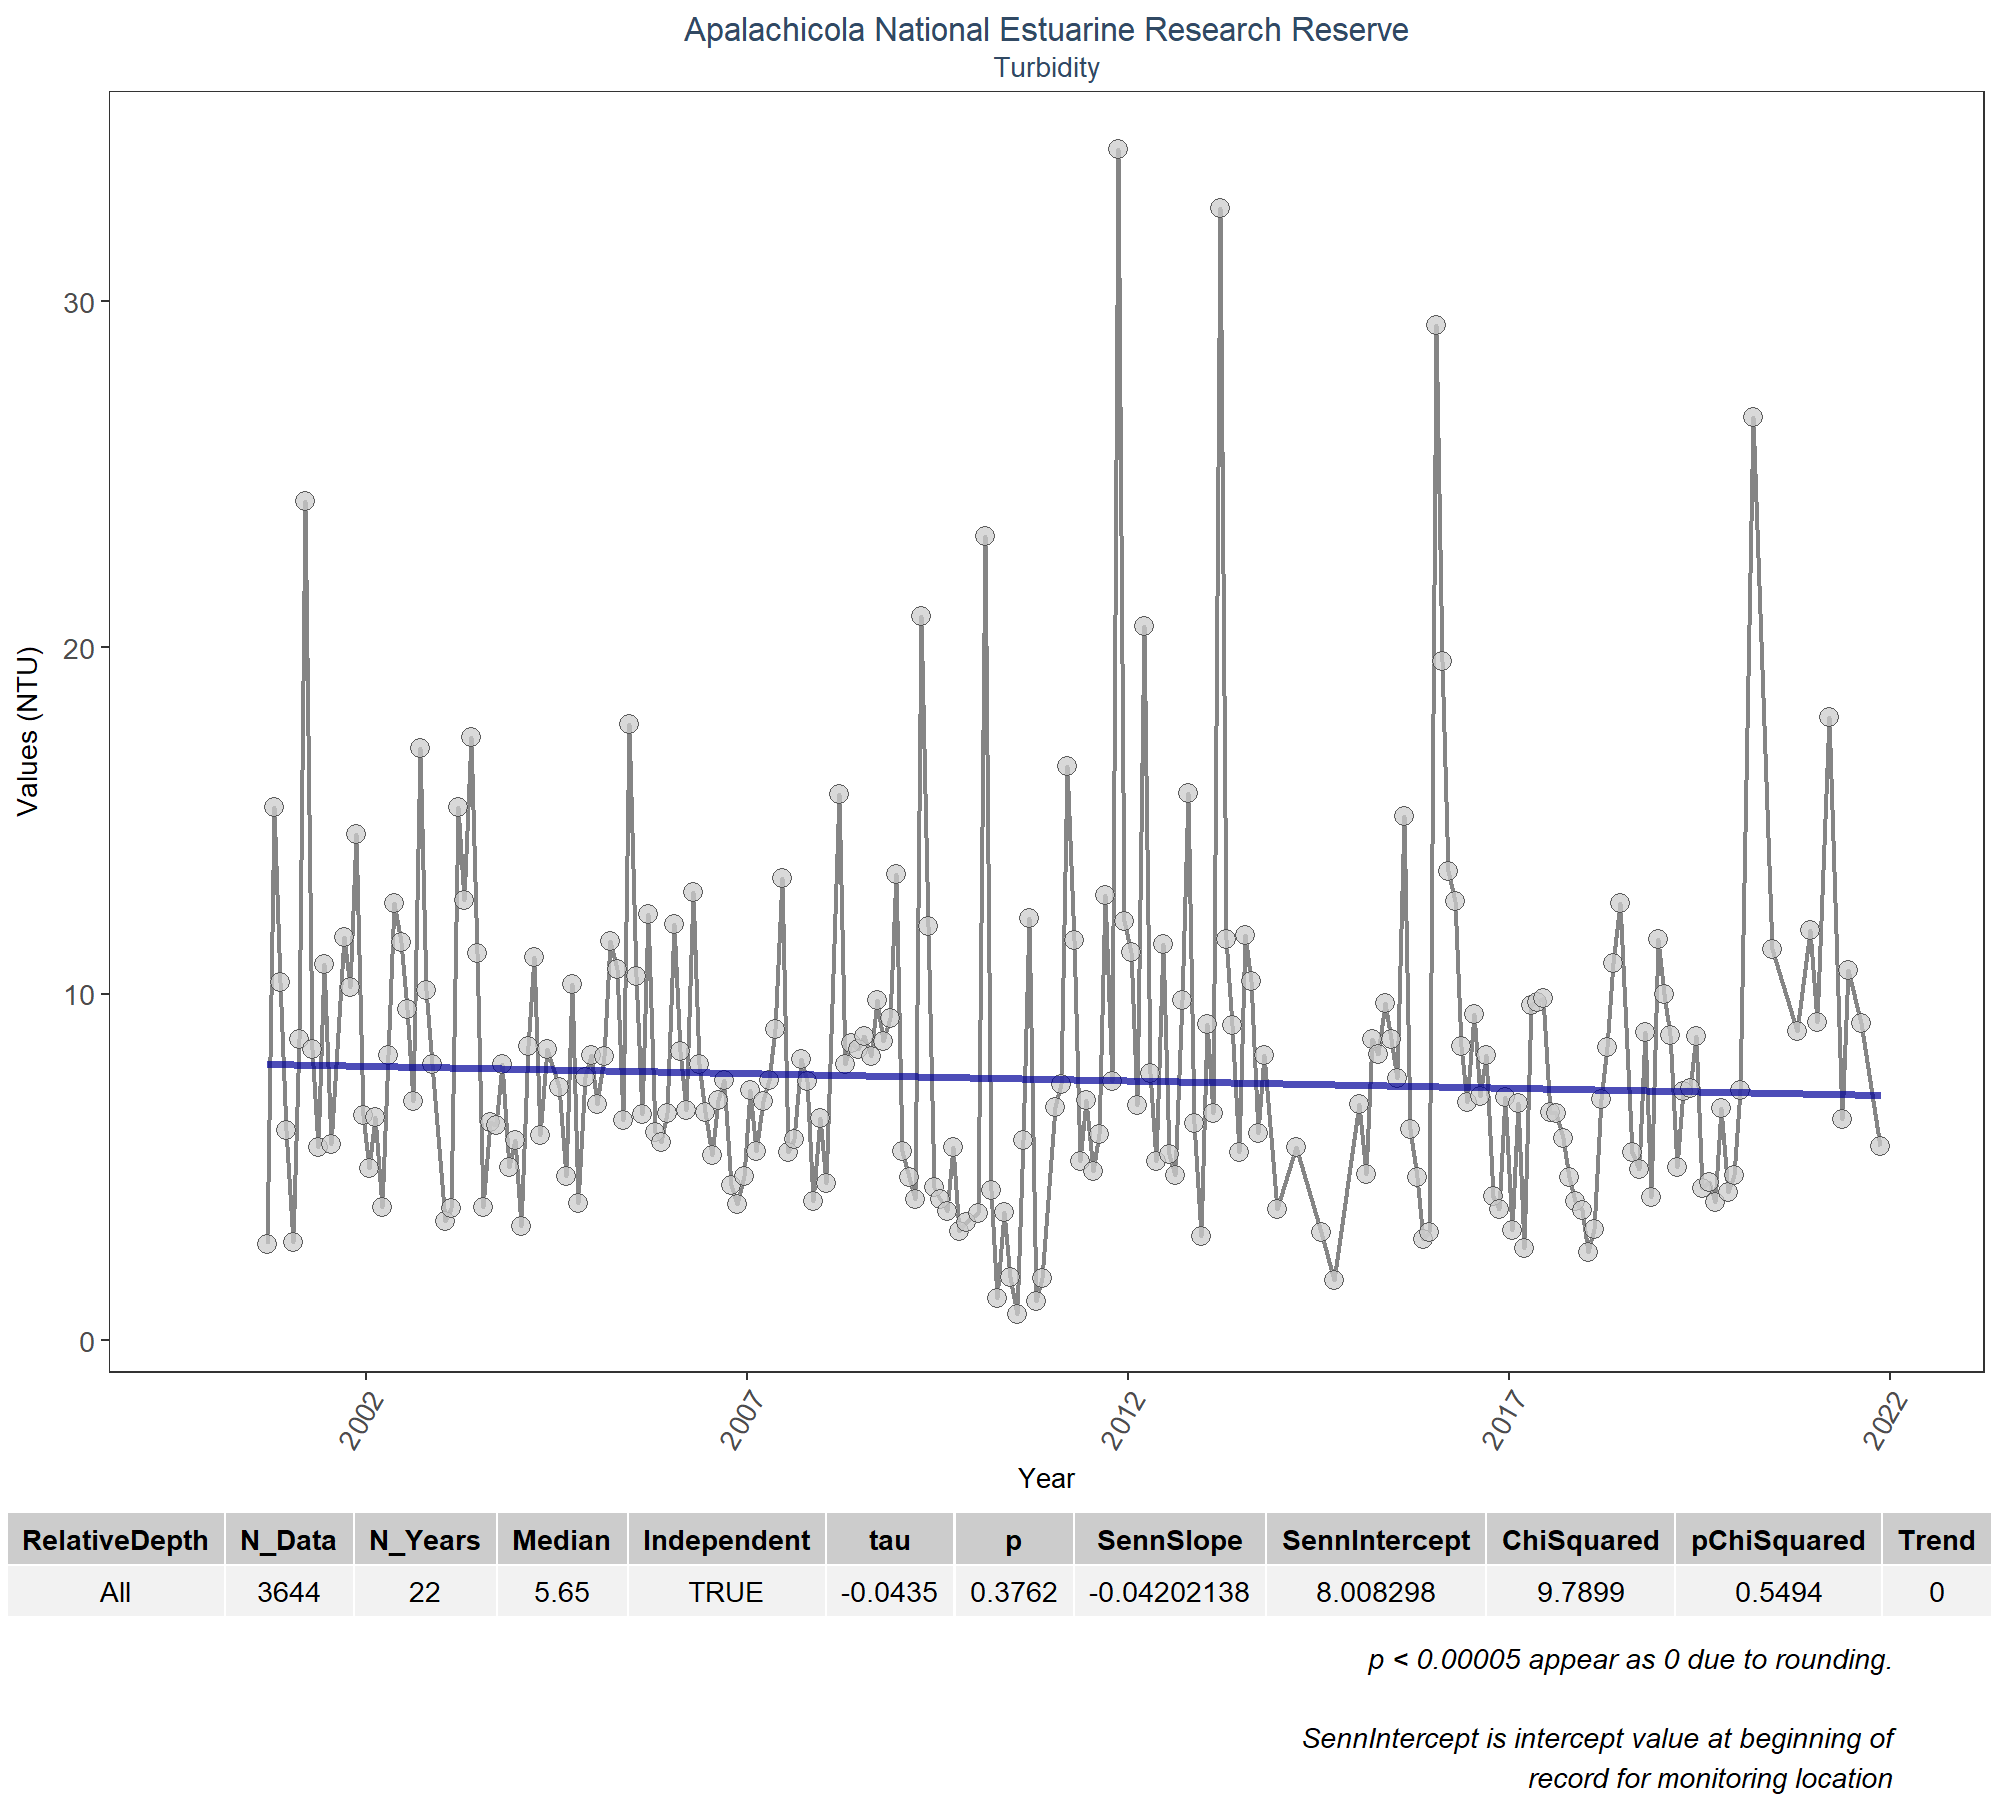 Apalachicola National Estuarine Research Reserve
Turbidity
Values (NTU)
30
20
10
0
2002 2007 2012 2017 2022
Year
RelativeDepth N_Data N_Years Median Independent tau p SennSlope SennIntercept ChiSquared pChiSquared Trend
All 3644 22 5.65 TRUE -0.0435 0.3762 -0.04202138 8.008298 9.7899 0.5494 0
p < 0.00005 appear as 0 due to rounding.
SennIntercept is intercept value at beginning of
record for monitoring location